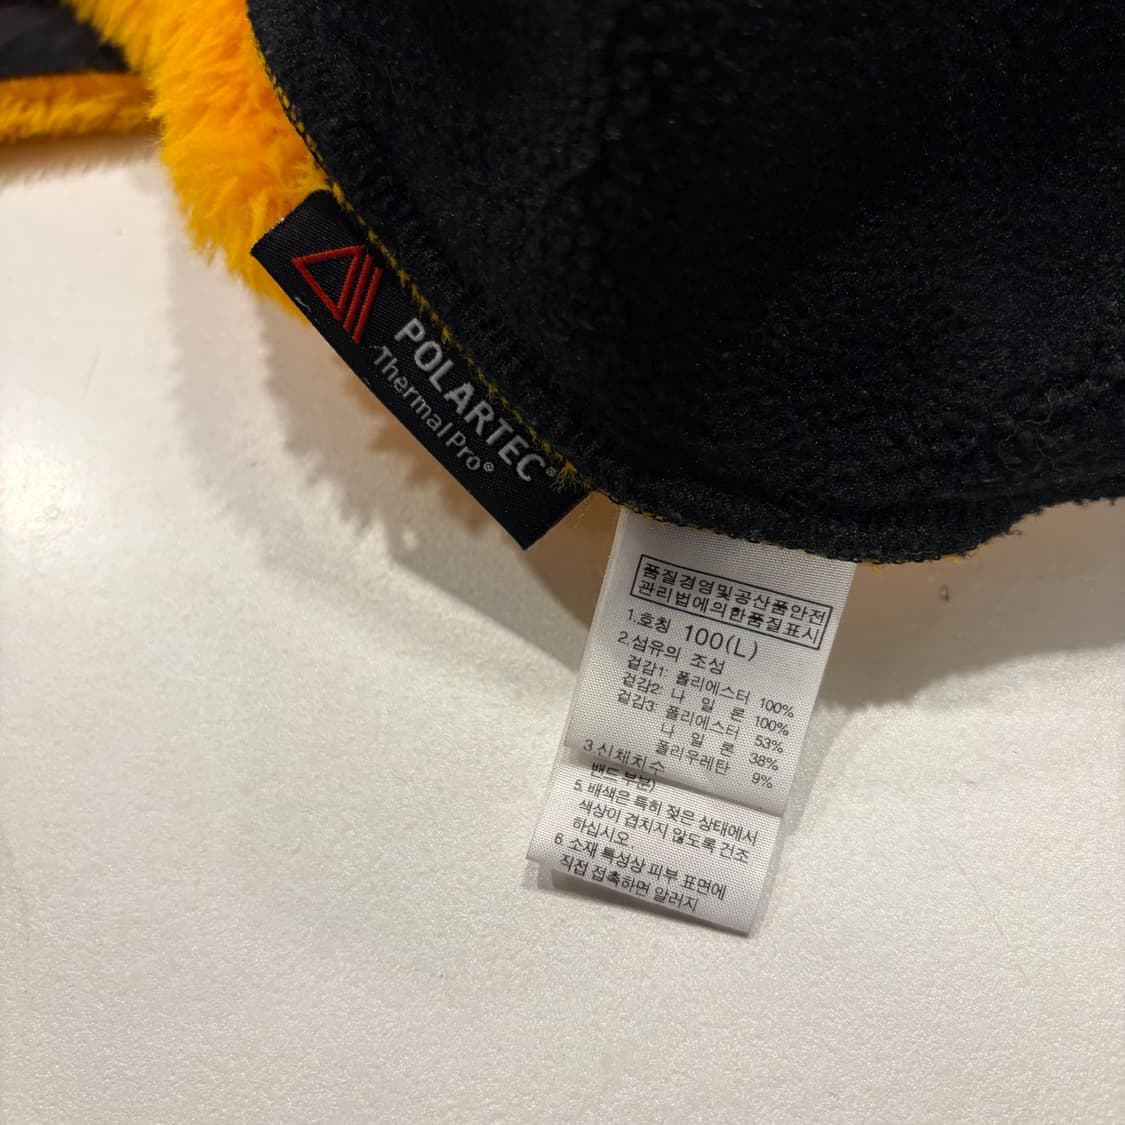 POLARTEC®
Thermal Pro®
품질경영및공산품안전
관리법에의한품질표시
1.호칭 100(L)
2.섬유의 조성
겉감1: 폴리에스터 100%
겉감2: 나 일 론 100%
겉감3: 폴리에스터 53%
나 일 론 38%
폴리우레탄 9%
3 신체치수
밴드 부분)
5. 배색은 특히 젖은 상태에서
색상이 겹치지 않도록 건조
하십시오.
6 소재 특성상 피부 표면에
직접 접촉하면 알러지